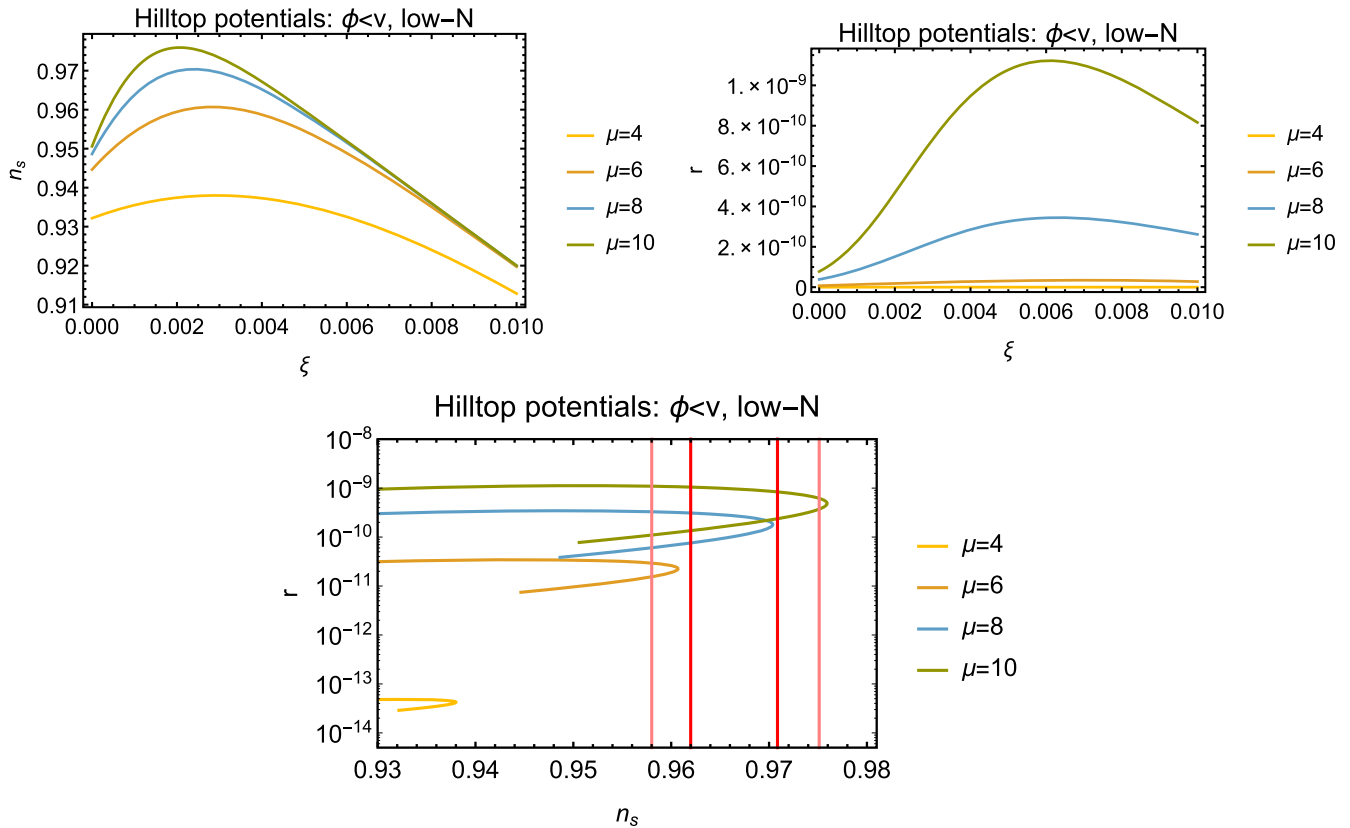 Hilltop potentials: ϕ<v, low−N
n_s
0.97
0.96
0.95
0.94
0.93
0.92
0.91
0.000 0.002 0.004 0.006 0.008 0.010
ξ
μ=4
μ=6
μ=8
μ=10
Hilltop potentials: ϕ<v, low−N
r
1.×10⁻⁹
8.×10⁻¹⁰
6.×10⁻¹⁰
4.×10⁻¹⁰
2.×10⁻¹⁰
0
0.000 0.002 0.004 0.006 0.008 0.010
ξ
μ=4
μ=6
μ=8
μ=10
Hilltop potentials: ϕ<v, low−N
r
10⁻⁸
10⁻⁹
10⁻¹⁰
10⁻¹¹
10⁻¹²
10⁻¹³
10⁻¹⁴
0.93 0.94 0.95 0.96 0.97 0.98
n_s
μ=4
μ=6
μ=8
μ=10